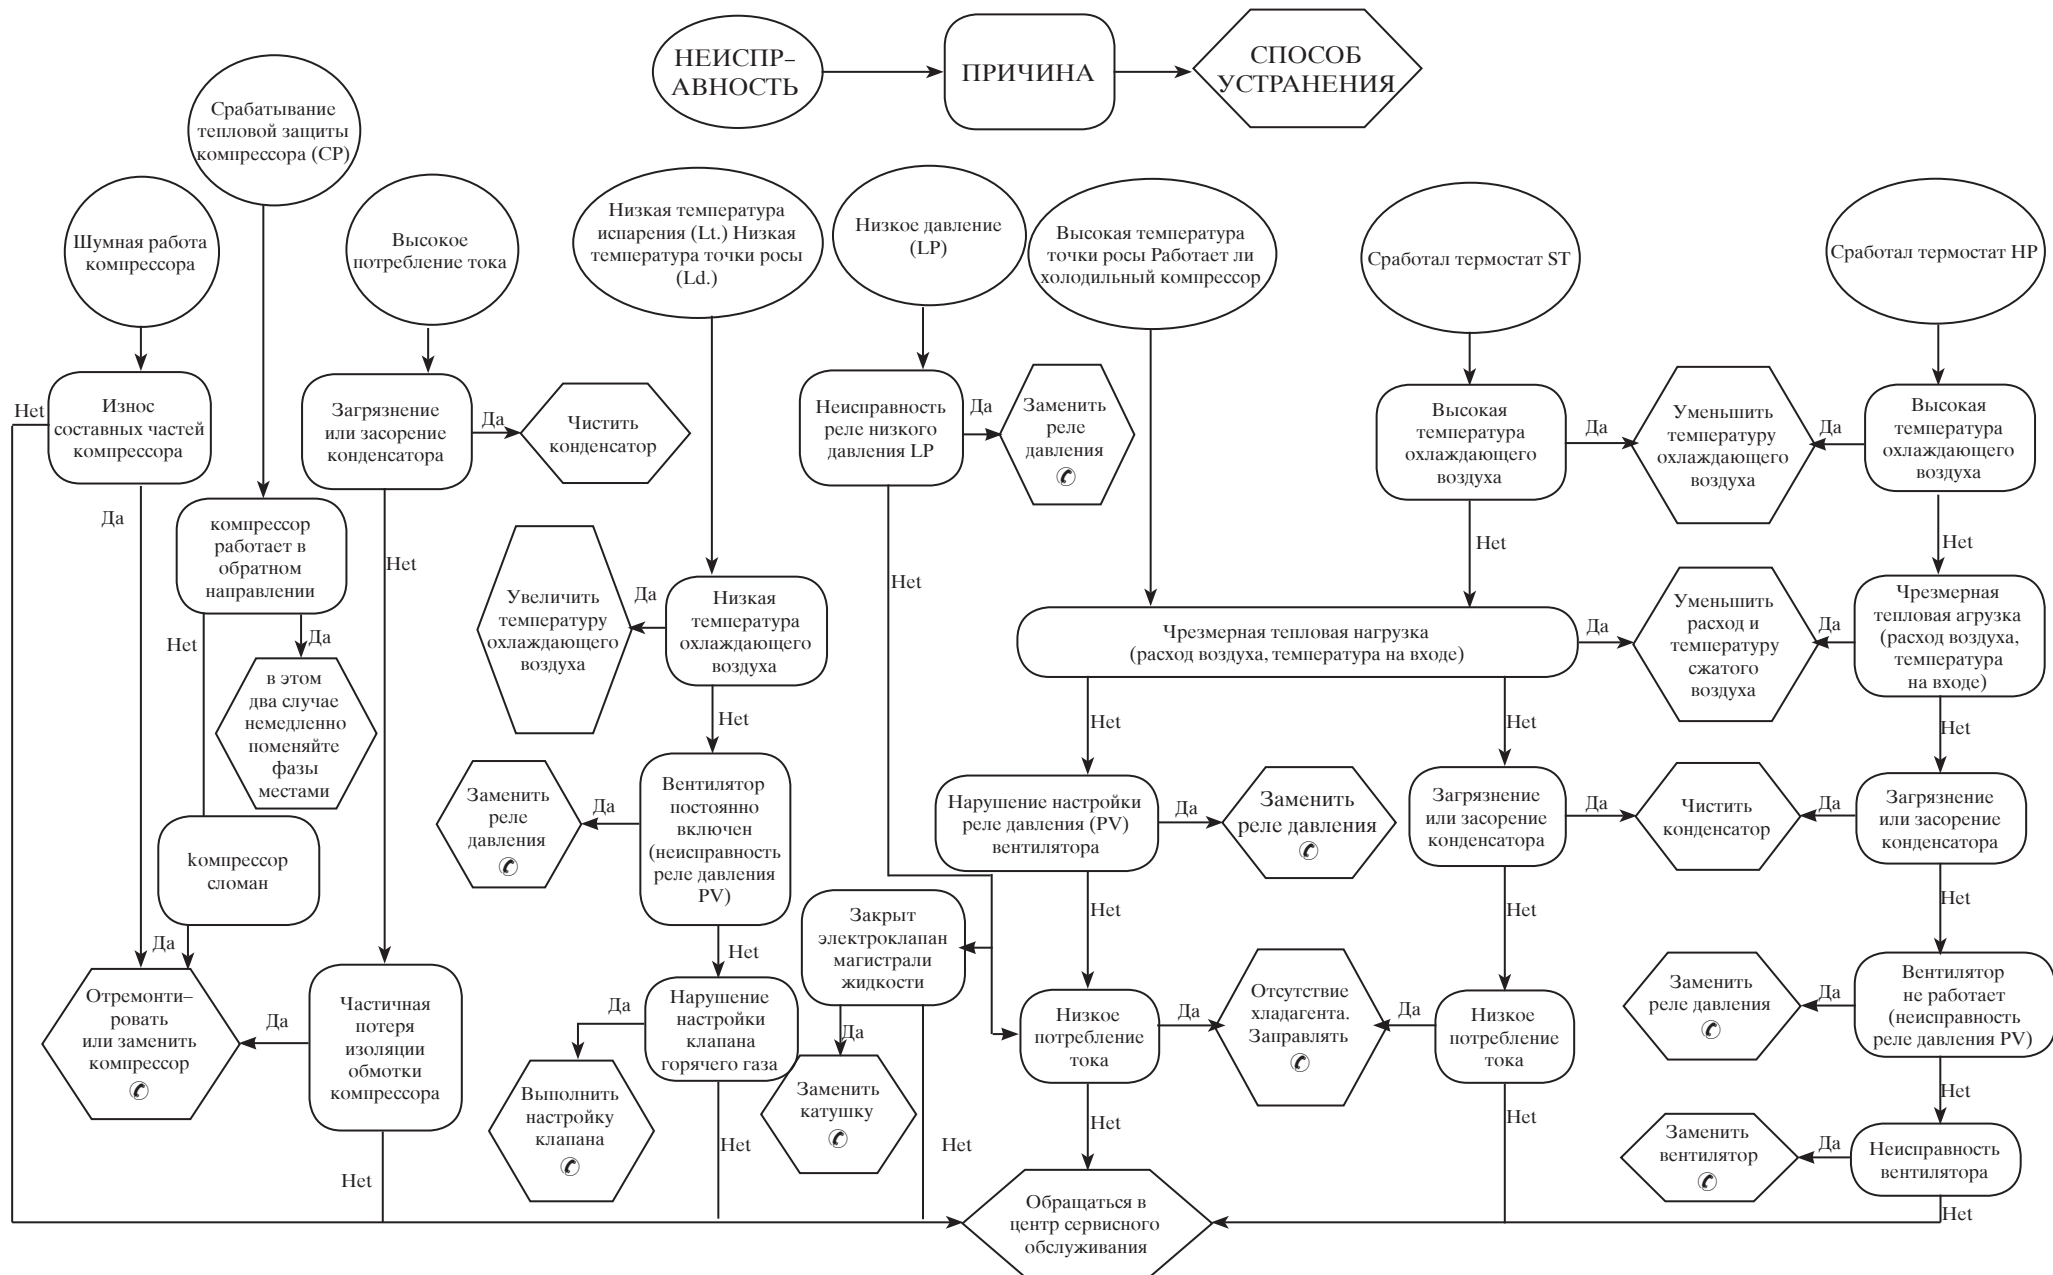 НЕИСПР-
АВНОСТЬ
ПРИЧИНА
СПОСОБ
УСТРАНЕНИЯ
Срабатывание
тепловой защиты
компрессора (CP)
Шумная работа
компрессора
Высокое
потребление тока
Низкая температура
испарения (Lt.) Низкая
температура точки росы
(Ld.)
Низкое давление
(LP)
Высокая температура
точки росы Работает ли
холодильный компрессор
Сработал термостат ST
Сработал термостат HP
Нет
Износ
составных частей
компрессора
Да
Загрязнение
или засорение
конденсатора
Да
Чистить
конденсатор
Нет
Неисправность
реле низкого
давления LP
Да
Заменить
реле
давления
✆
Нет
Высокая
температура
охлаждающего
воздуха
Да
Уменьшить
температуру
охлаждающего
воздуха
Да
Высокая
температура
охлаждающего
воздуха
Нет
Нет
компрессор
работает в
обратном
направлении
Нет
Да
в этом
два случае
немедленно
поменяйте
фазы
местами
Увеличить
температуру
охлаждающего
воздуха
Да
Низкая
температура
охлаждающего
воздуха
Нет
Чрезмерная тепловая нагрузка
(расход воздуха, температура на входе)
Да
Уменьшить
расход и
температуру
сжатого
воздуха
Да
Чрезмерная
тепловая агрузка
(расход воздуха,
температура
на входе)
Нет
Нет
Нет
Заменить
реле
давления
✆
Да
Вентилятор
постоянно
включен
(неисправность
реле давления
PV)
Нет
Нарушение настройки
реле давления (PV)
вентилятора
Да
Заменить
реле давления
✆
Нет
Загрязнение
или засорение
конденсатора
Да
Чистить
конденсатор
Да
Загрязнение
или засорение
конденсатора
Нет
Нет
kомпрессор
сломан
Да
Отремонти-
ровать
или заменить
компрессор
✆
Да
Частичная
потеря
изоляции
обмотки
компрессора
Нет
Да
Нарушение
настройки
клапана
горячего газа
Выполнить
настройку
клапана
✆
Нет
Закрыт
электроклапан
магистрали
жидкости
Да
Заменить
катушку
✆
Нет
Низкое
потребление
тока
Да
Отсутствие
хладагента.
Заправлять
✆
Да
Низкое
потребление
тока
Нет
Нет
Заменить
реле давления
✆
Да
Вентилятор
не работает
(неисправность
реле давления PV)
Нет
Заменить
вентилятор
✆
Да
Неисправность
вентилятора
Нет
Обращаться в
центр сервисного
обслуживания